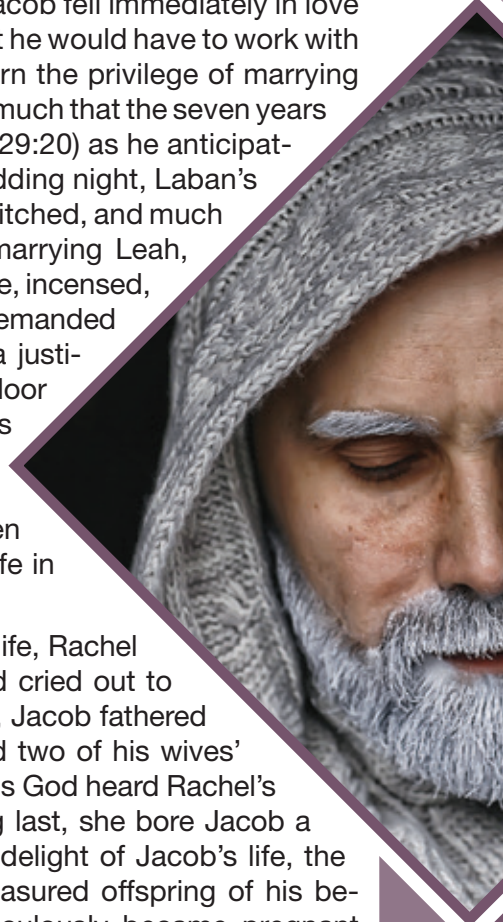 acob fell immediately in love
t he would have to work with
rn the privilege of marrying
much that the seven years
29:20) as he anticipat-
dding night, Laban's
itched, and much
marrying Leah,
e, incensed,
emanded
a justi-
loor
s
en
fe in
ife, Rachel
d cried out to
Jacob fathered
d two of his wives'
s God heard Rachel's
g last, she bore Jacob a
delight of Jacob's life, the
asured offspring of his be-
culously became pregnant